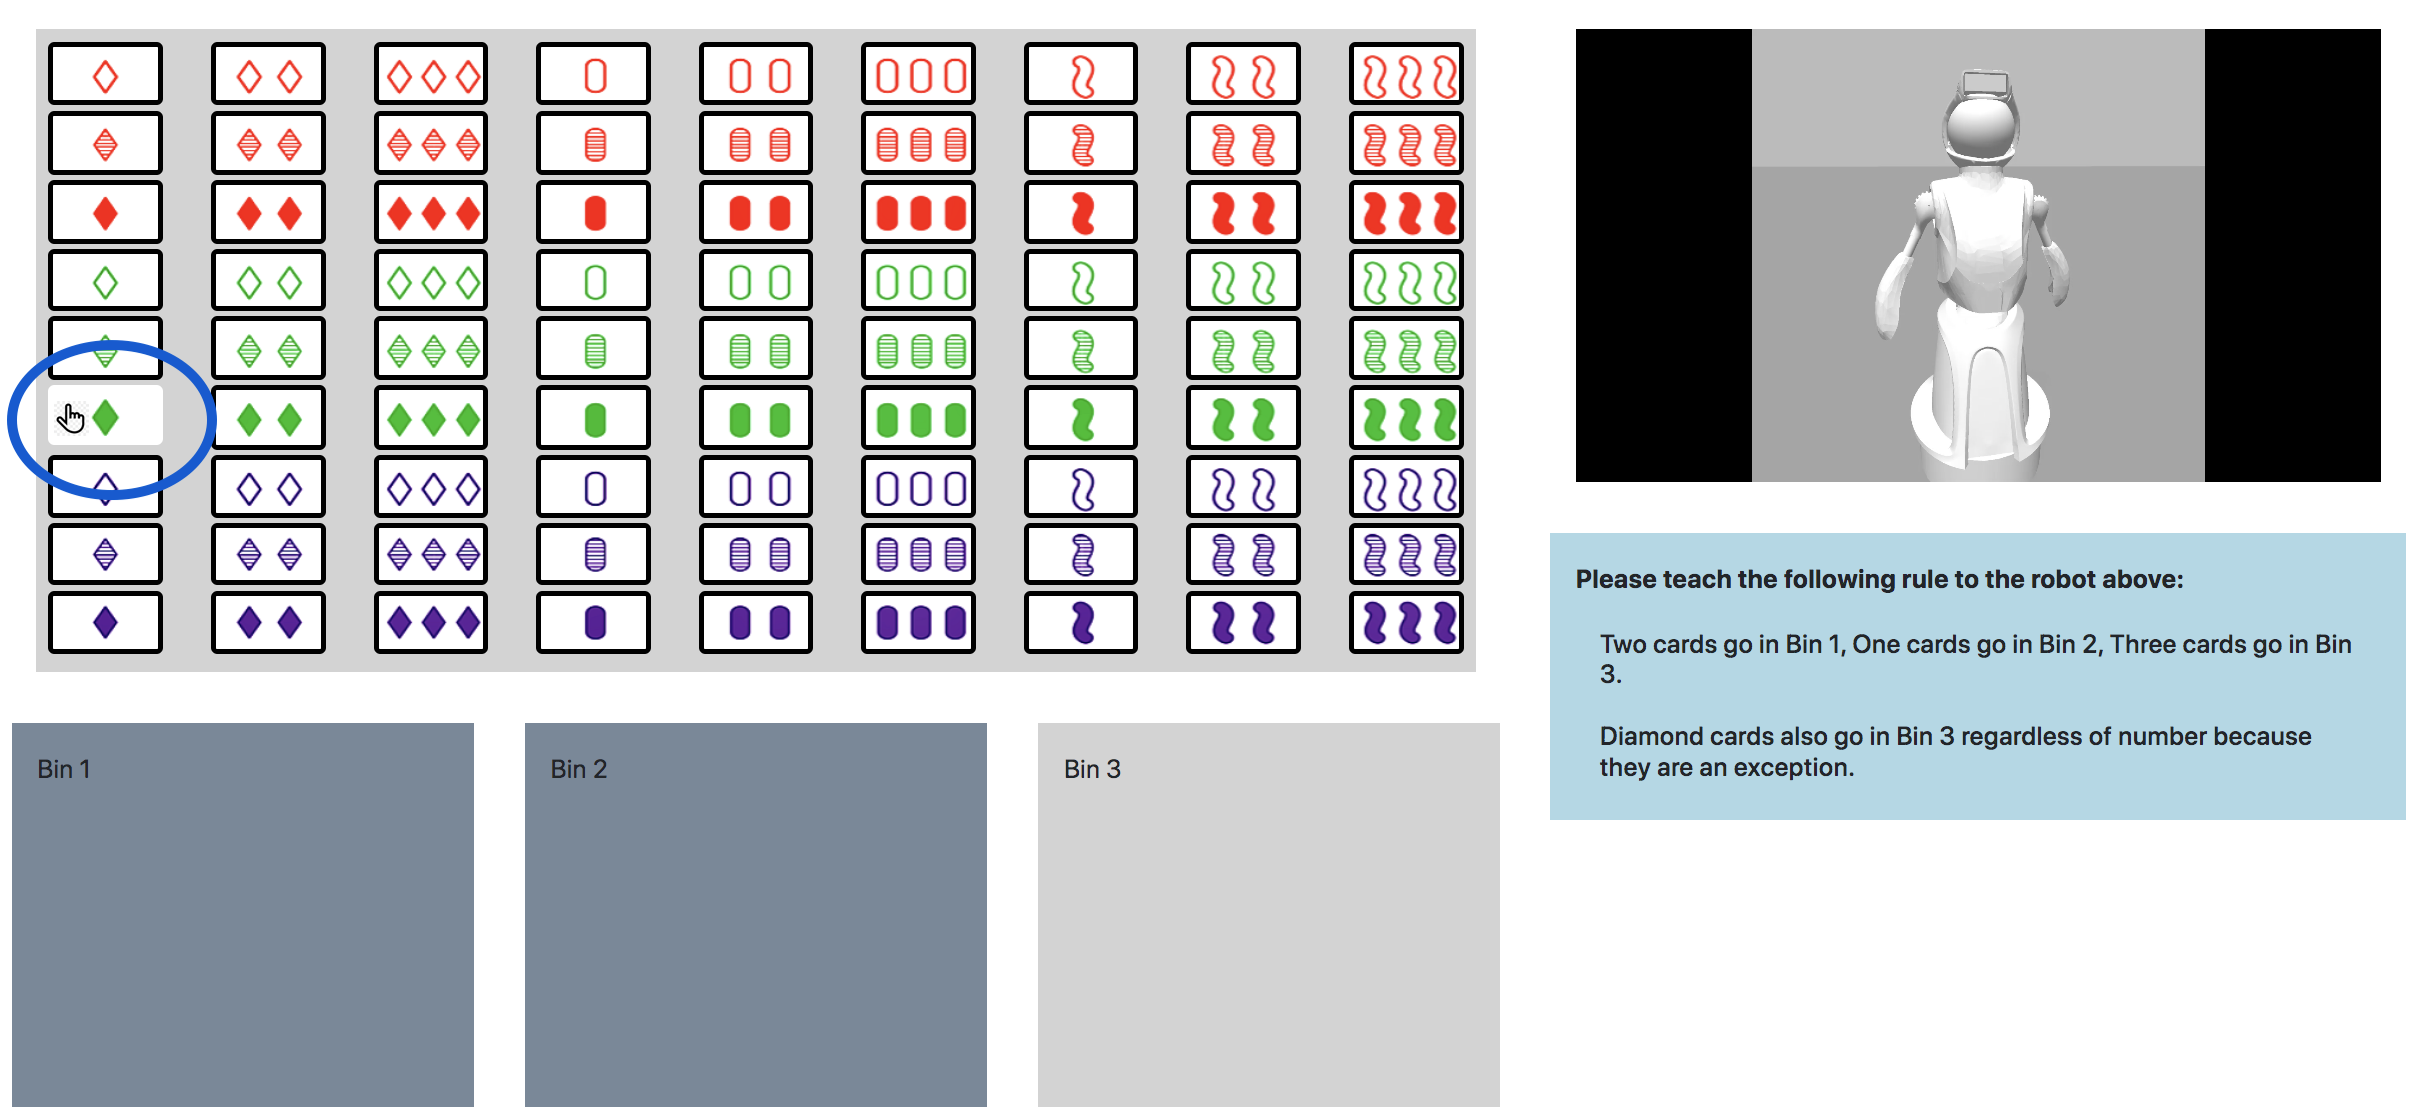 Please teach the following rule to the robot above:
Two cards go in Bin 1, One cards go in Bin 2, Three cards go in Bin
3.
Diamond cards also go in Bin 3 regardless of number because
they are an exception.
Bin 1
Bin 2
Bin 3